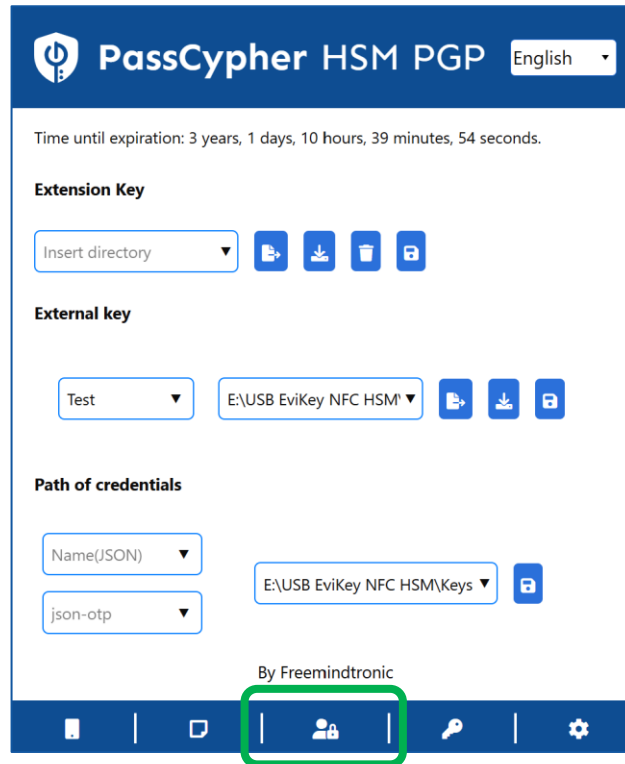 PassCypher HSM PGP
English
Time until expiration: 3 years, 1 days, 10 hours, 39 minutes, 54 seconds.
Extension Key
Insert directory
External key
Test
E:\USB EviKey NFC HSM\
Path of credentials
Name(JSON)
E:\USB EviKey NFC HSM\Keys
json-otp
By Freemindtronic